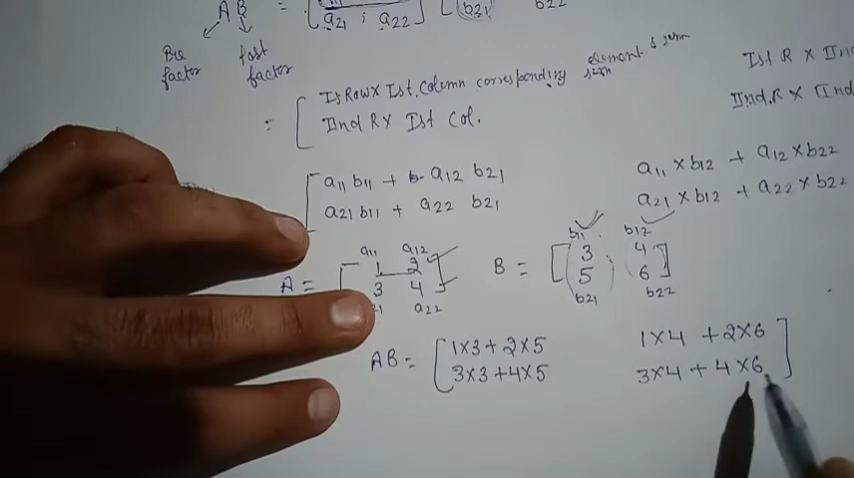 A B =
a21 ; a22 ] [ b21 b22
Pre fact
factor factor
Ist Row X Ist. Column corresponding element s sum
= [ IInd R X Ist Col.
Ist R X IInd
IInd. R X IInd
a11 b11 + a12 b21 a11 X b12 + a12 X b22
a21 b11 + a22 b21 a21 X b12 + a22 X b22
a11 a12 b11 b12
A = [ 1 2 ] B = [ 3 ; 4 ]
3 4 5 6
a22 b21 b22
AB = [ 1X3 + 2X5 1X4 + 2X6 ]
3X3 + 4X5 3X4 + 4X6